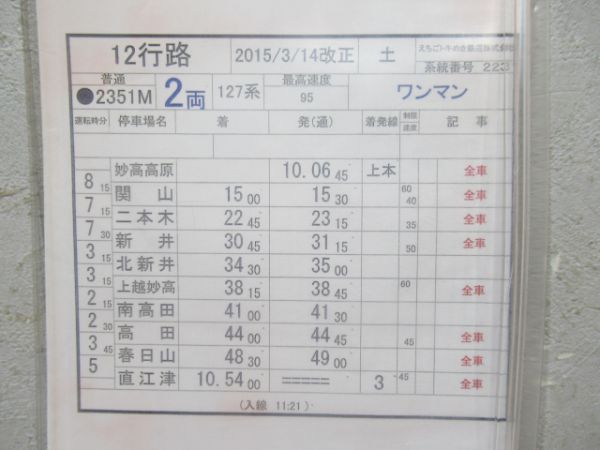 12行路 2015/3/14改正 土 えちごトキめき鉄道株式会社
系統番号 223
普通 最高速度
●2351M 2両 127系 95 ワンマン
運転時分 停車場名 着 発(通) 着発線 制限速度 記事
妙高高原 10.06 45 上本 全車
8 15 関山 15 00 15 30 60 40 全車
7 15 二本木 22 45 23 15 35 全車
7 30 新井 30 45 31 15 50 全車
3 15 北新井 34 30 35 00
3 15 上越妙高 38 15 38 45 60 全車
2 15 南高田 41 00 41 30
2 30 高田 44 00 44 45 45 全車
3 45 春日山 48 30 49 00 全車
5 直江津 10.54 00 ===== 3 45 全車
(入線 11:21)